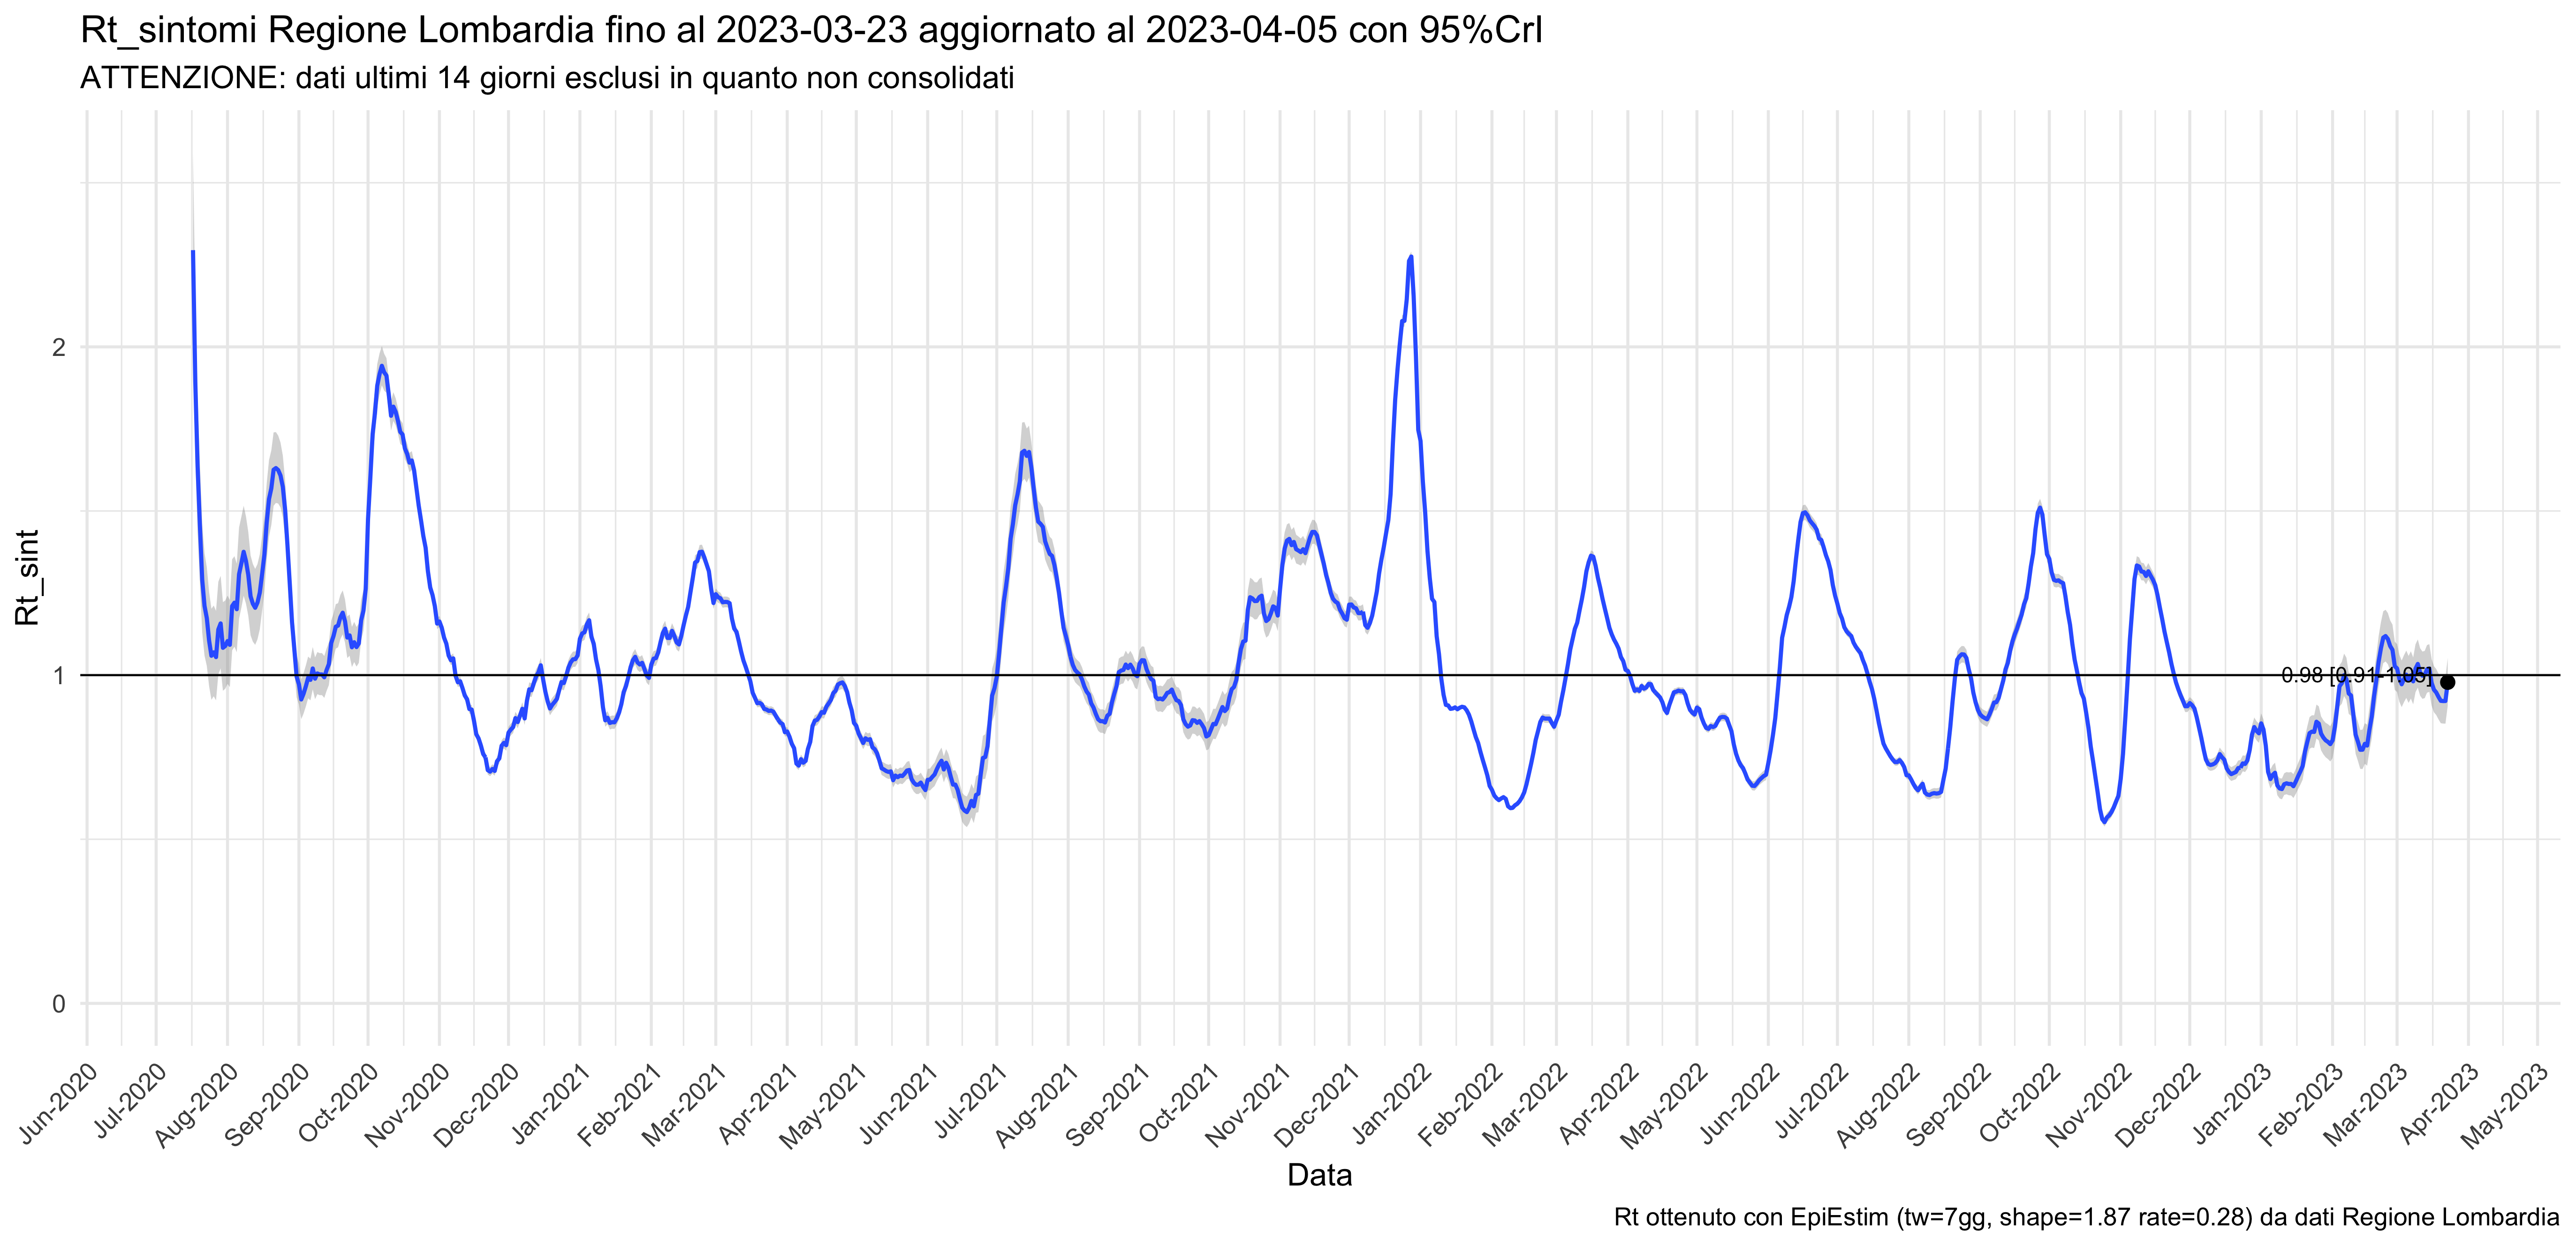 Rt_sintomi Regione Lombardia fino al 2023-03-23 aggiornato al 2023-04-05 con 95%CrI
ATTENZIONE: dati ultimi 14 giorni esclusi in quanto non consolidati
Rt_sint
2
1
0
0.98 [0.91-1.05]
Jun-2020
Jul-2020
Aug-2020
Sep-2020
Oct-2020
Nov-2020
Dec-2020
Jan-2021
Feb-2021
Mar-2021
Apr-2021
May-2021
Jun-2021
Jul-2021
Aug-2021
Sep-2021
Oct-2021
Nov-2021
Dec-2021
Jan-2022
Feb-2022
Mar-2022
Apr-2022
May-2022
Jun-2022
Jul-2022
Aug-2022
Sep-2022
Oct-2022
Nov-2022
Dec-2022
Jan-2023
Feb-2023
Mar-2023
Apr-2023
May-2023
Data
Rt ottenuto con EpiEstim (tw=7gg, shape=1.87 rate=0.28) da dati Regione Lombardia